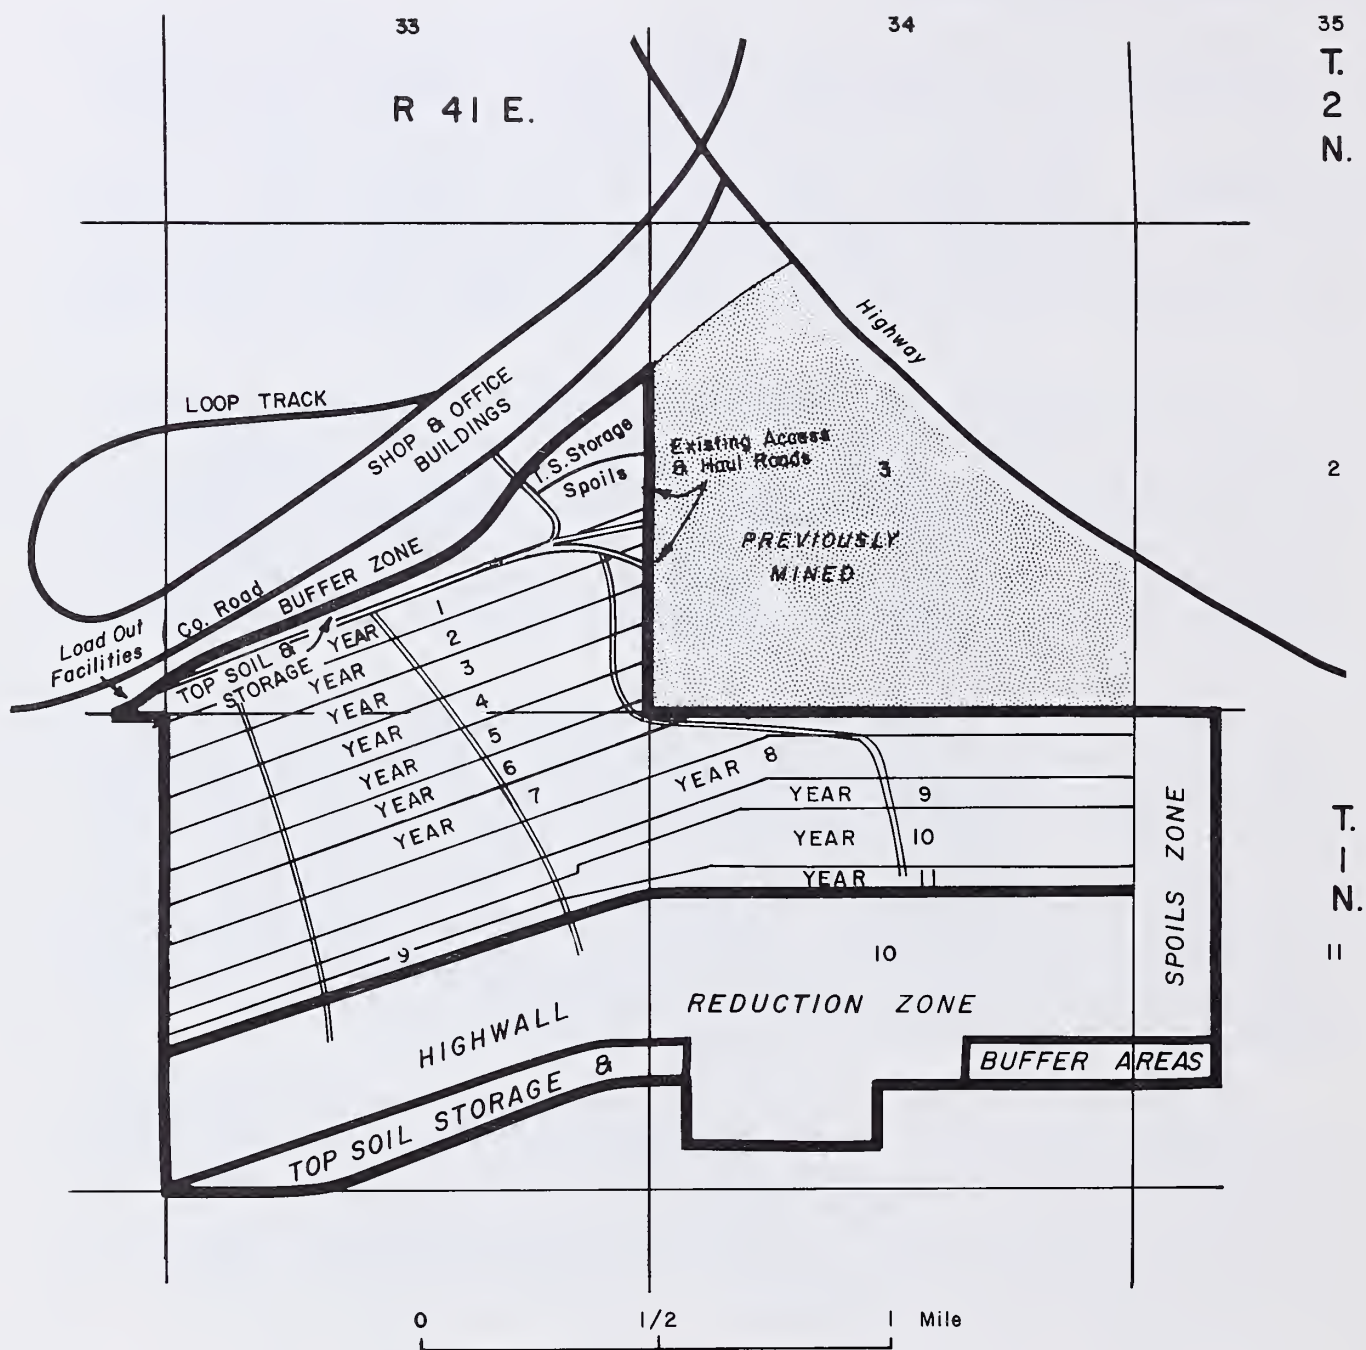 33
34
35
T.
2
N.
R 41 E.
Highway
LOOP TRACK
SHOP & OFFICE
BUILDINGS
T.S. Storage
Spoils
Existing Access
& Haul Roads
3
2
PREVIOUSLY
MINED
BUFFER ZONE
Co. Road
Load Out
Facilities
TOP SOIL &
STORAGE
YEAR 1
YEAR 2
YEAR 3
YEAR 4
YEAR 5
YEAR 6
YEAR 7
YEAR 8
YEAR 9
YEAR 10
YEAR 11
SPOILS ZONE
T.
1
N.
11
9
10
HIGHWALL
REDUCTION ZONE
TOP SOIL STORAGE &
BUFFER AREAS
0
1/2
1 Mile